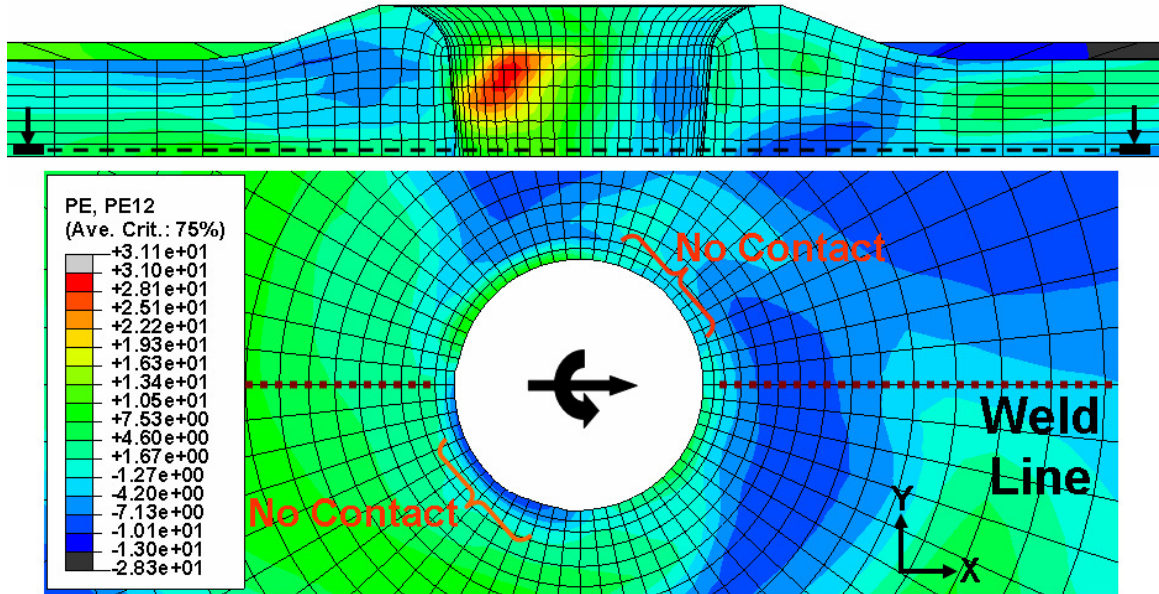 PE, PE12
(Ave. Crit.: 75%)
+3.11e+01
+3.10e+01
+2.81e+01
+2.51e+01
+2.22e+01
+1.93e+01
+1.63e+01
+1.34e+01
+1.05e+01
+7.53e+00
+4.60e+00
+1.67e+00
-1.27e+00
-4.20e+00
-7.13e+00
-1.01e+01
-1.30e+01
-2.83e+01
No Contact
No Contact
Weld
Line
Y
X